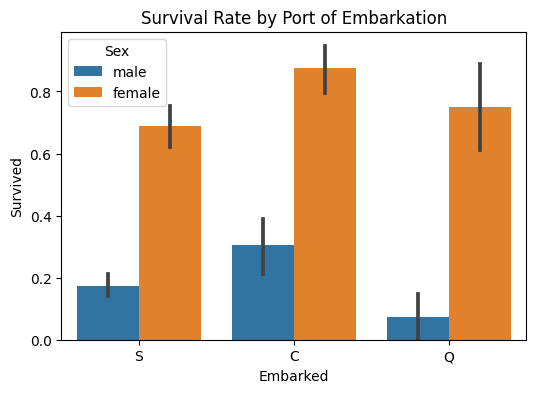 Survival Rate by Port of Embarkation
Sex
male
female
Survived
0.8
0.6
0.4
0.2
0.0
S
C
Q
Embarked